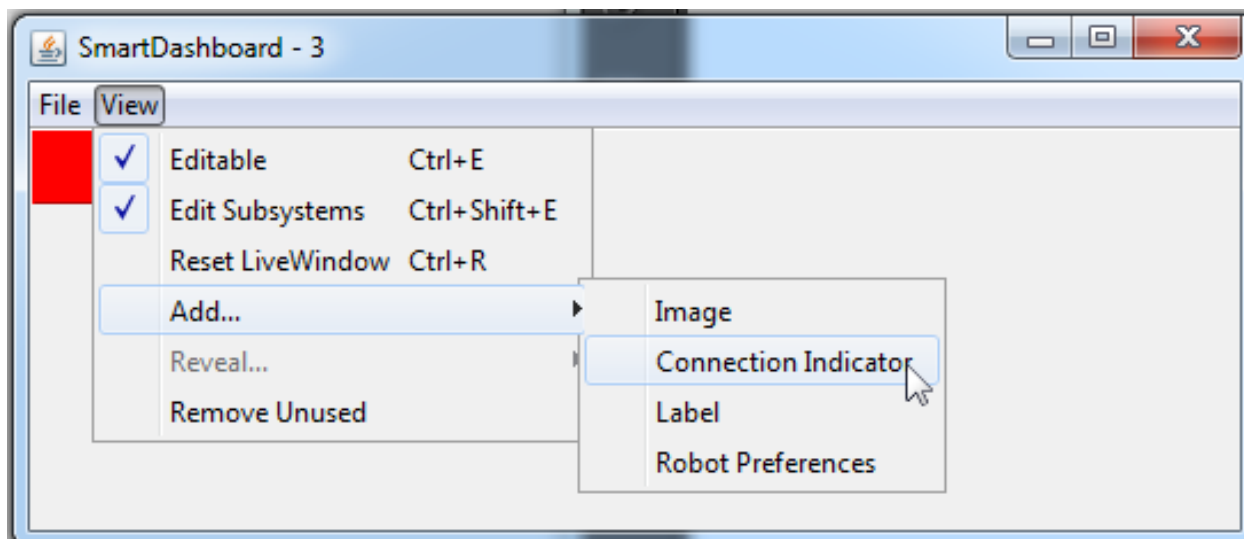 SmartDashboard - 3
File View
Editable Ctrl+E
Edit Subsystems Ctrl+Shift+E
Reset LiveWindow Ctrl+R
Add...
Reveal...
Remove Unused
Image
Connection Indicator
Label
Robot Preferences